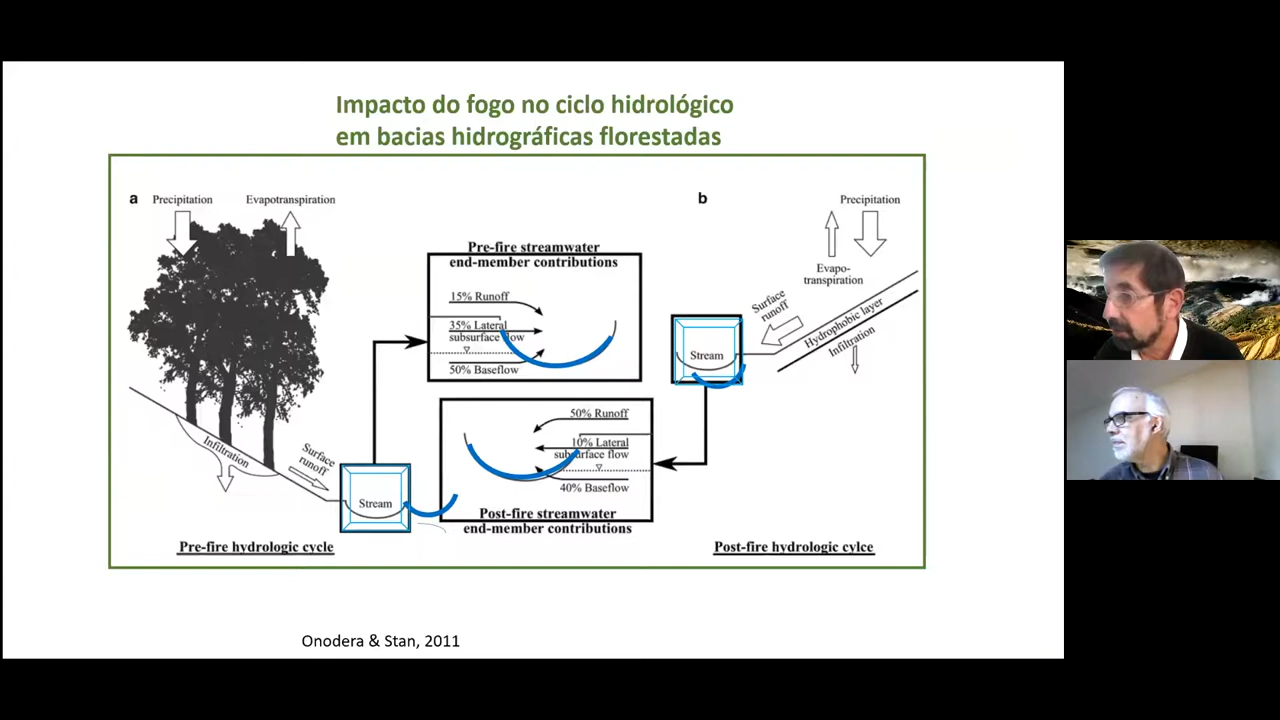 Impacto do fogo no ciclo hidrológico
em bacias hidrográficas florestadas
a
Precipitation
Evapotranspiration
Infiltration
Surface
runoff
Stream
Pre-fire hydrologic cycle
Pre-fire streamwater
end-member contributions
15% Runoff
35% Lateral
subsurface flow
50% Baseflow
50% Runoff
10% Lateral
subsurface flow
40% Baseflow
Post-fire streamwater
end-member contributions
b
Precipitation
Evapo-
transpiration
Surface
runoff
Hydrophobic layer
Infiltration
Stream
Post-fire hydrologic cylce
Onodera & Stan, 2011